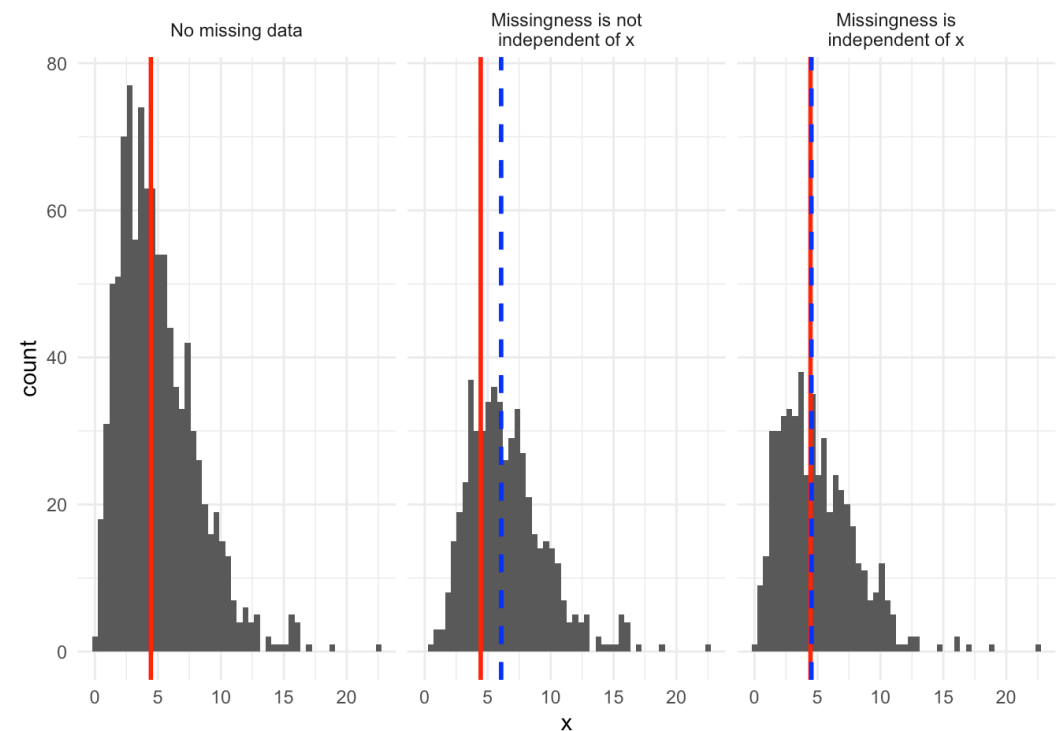 No missing data
Missingness is not
independent of x
Missingness is
independent of x
80
60
40
20
0
count
0 5 10 15 20
0 5 10 15 20
0 5 10 15 20
x